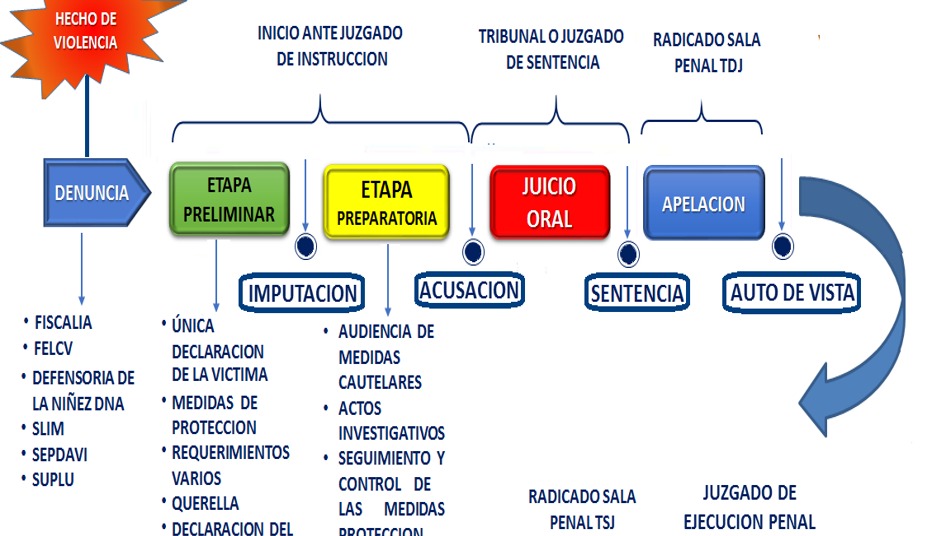 HECHO DE
VIOLENCIA
INICIO ANTE JUZGADO
DE INSTRUCCION
TRIBUNAL O JUZGADO
DE SENTENCIA
RADICADO SALA
PENAL TDJ
DENUNCIA
ETAPA
PRELIMINAR
ETAPA
PREPARATORIA
JUICIO
ORAL
APELACION
IMPUTACION
ACUSACION
SENTENCIA
AUTO DE VISTA
• FISCALIA
• FELCV
• DEFENSORIA DE
LA NIÑEZ DNA
• SLIM
• SEPDAVI
• SUPLU
• ÚNICA
DECLARACION
DE LA VICTIMA
• MEDIDAS DE
PROTECCION
• REQUERIMIENTOS
VARIOS
• QUERELLA
• DECLARACION DEL
• AUDIENCIA DE
MEDIDAS
CAUTELARES
• ACTOS
INVESTIGATIVOS
• SEGUIMIENTO Y
CONTROL DE
LAS MEDIDAS
PROTECCION
RADICADO SALA
PENAL TSJ
JUZGADO DE
EJECUCION PENAL